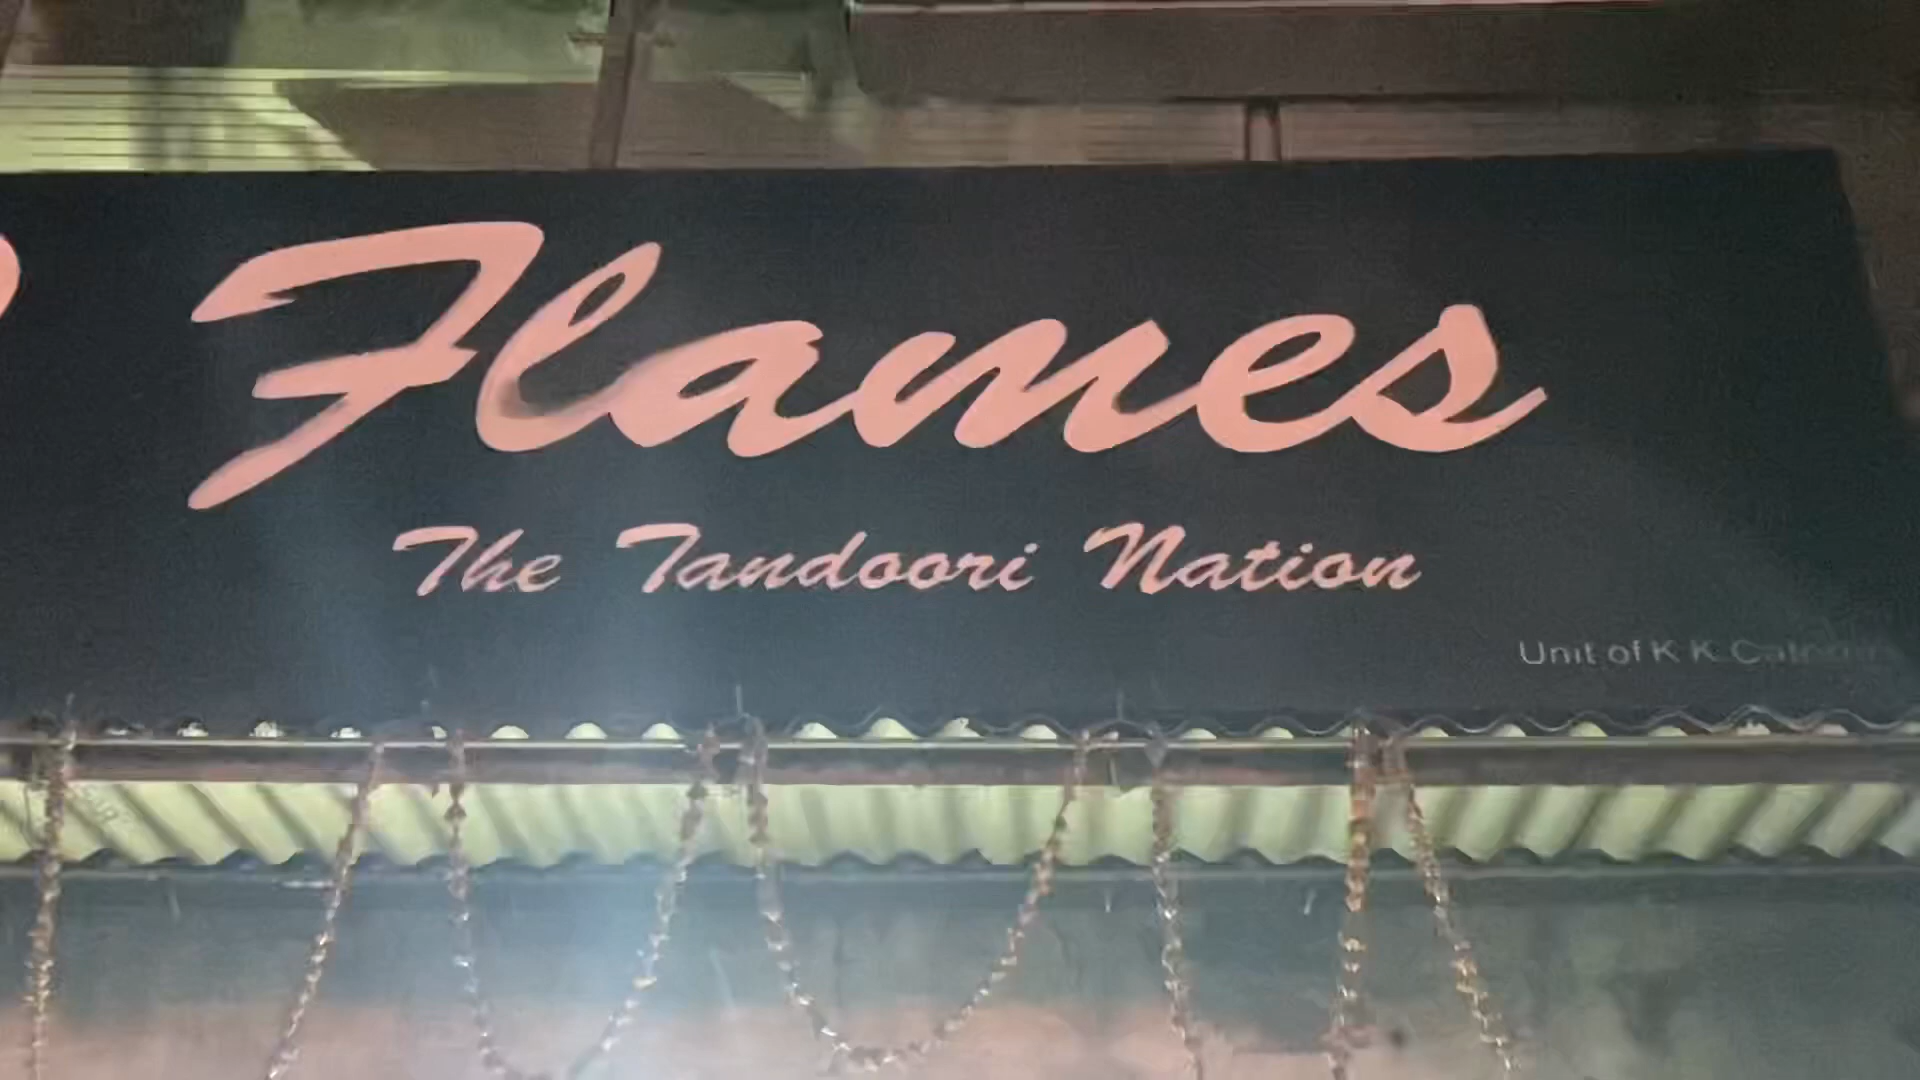 Flames
The Tandoori Nation
Unit of K K